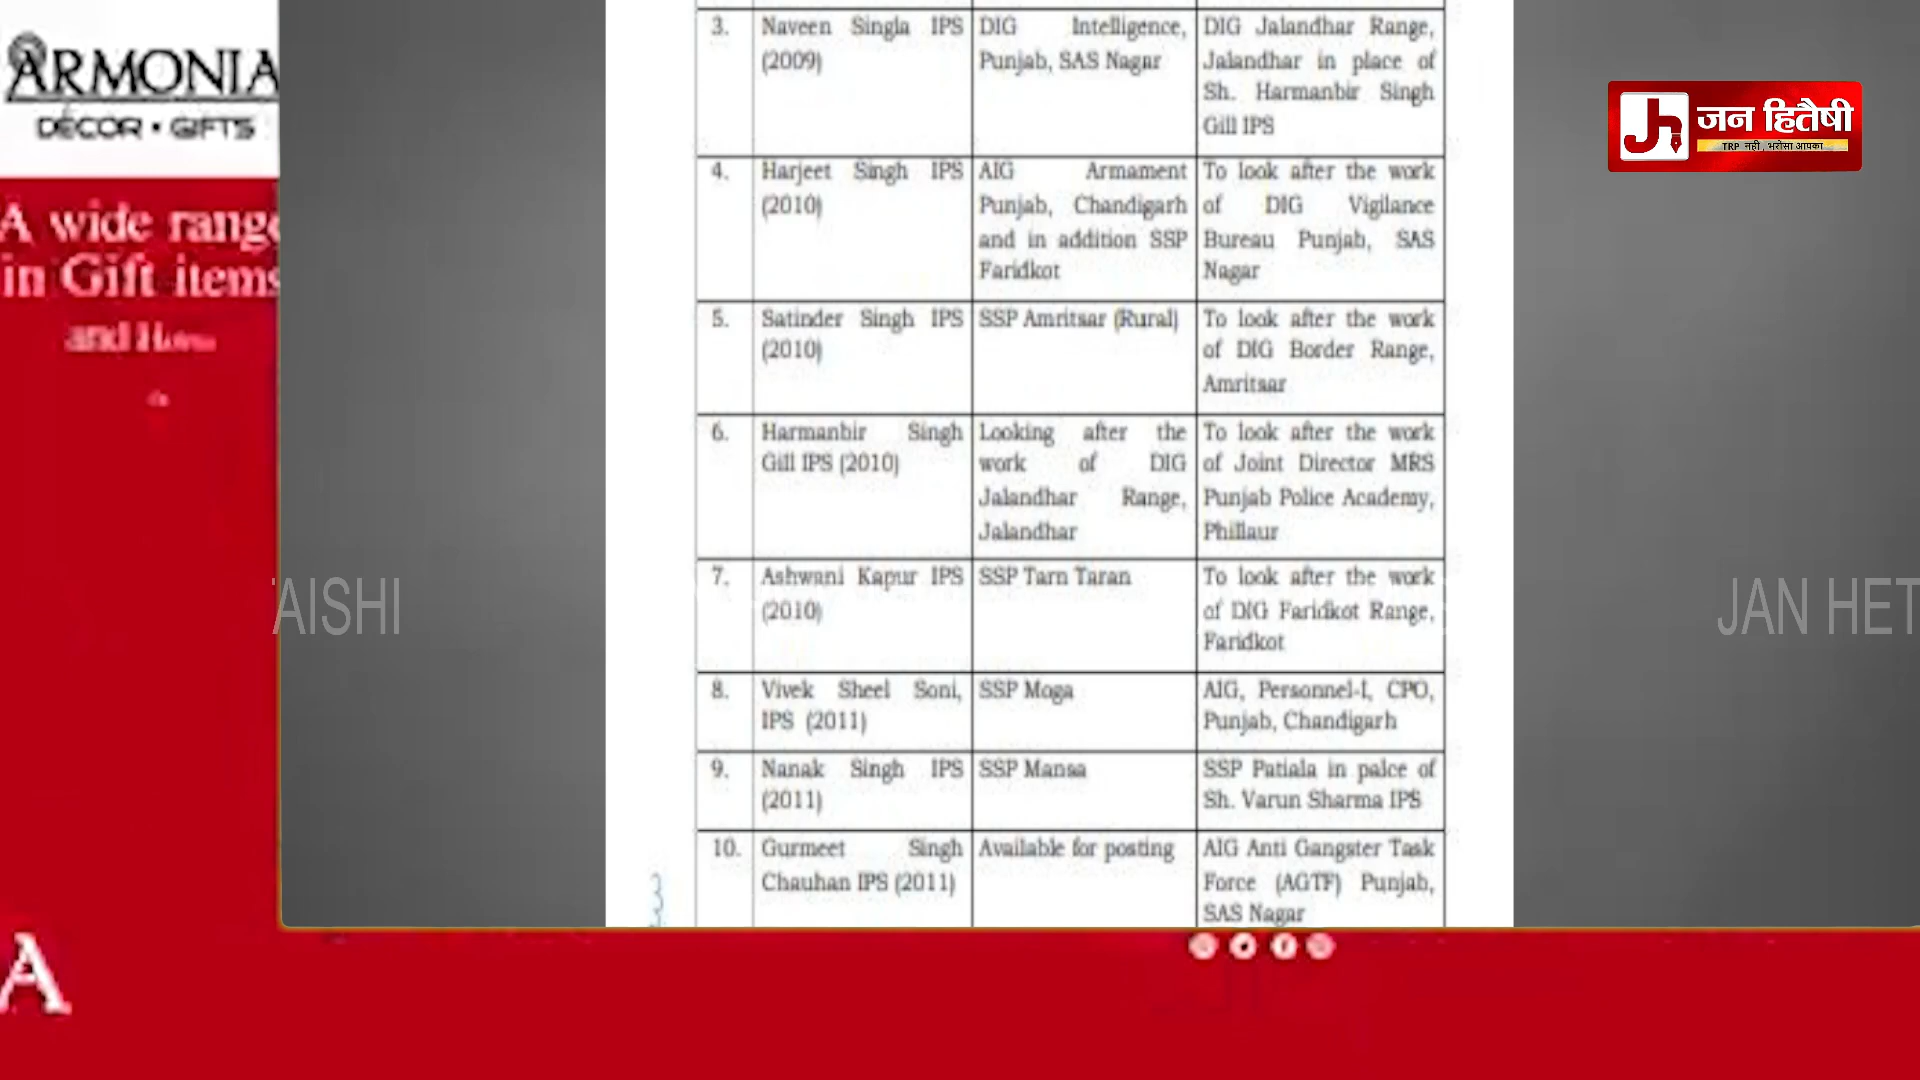 ARMONIA
DÉCOR • GIFTS
A wide range
in Gift items
and Home
A
जन हितैषी
TRP नहीं, भरोसा आपका
3. Naveen Singla IPS DIG Intelligence, DIG Jalandhar Range,
(2009) Punjab, SAS Nagar Jalandhar in place of
Sh. Harmanbir Singh
Gill IPS
4. Harjeet Singh IPS AIG Armament To look after the work
(2010) Punjab, Chandigarh of DIG Vigilance
and in addition SSP Bureau Punjab, SAS
Faridkot Nagar
5. Satinder Singh IPS SSP Amritsar (Rural) To look after the work
(2010) of DIG Border Range,
Amritsar
6. Harmanbir Singh Looking after the To look after the work
Gill IPS (2010) work of DIG of Joint Director MRS
Jalandhar Range, Punjab Police Academy,
Jalandhar Phillaur
7. Ashwani Kapur IPS SSP Tarn Taran To look after the work
(2010) of DIG Faridkot Range,
Faridkot
8. Vivek Sheel Soni, SSP Moga AIG, Personnel-I, CPO,
IPS (2011) Punjab, Chandigarh
9. Nanak Singh IPS SSP Mansa SSP Patiala in palce of
(2011) Sh. Varun Sharma IPS
10. Gurmeet Singh Available for posting AIG Anti Gangster Task
Chauhan IPS (2011) Force (AGTF) Punjab,
SAS Nagar
TAISHI
JAN HET